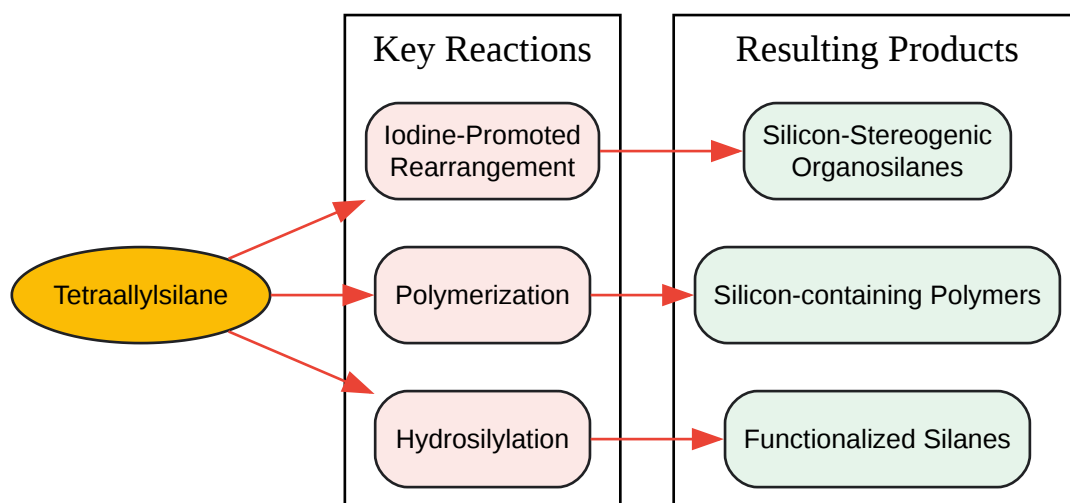 Key Reactions
Resulting Products
Iodine-Promoted
Rearrangement
Silicon-Stereogenic
Organosilanes
Tetraallylsilane
Polymerization
Silicon-containing Polymers
Hydrosilylation
Functionalized Silanes